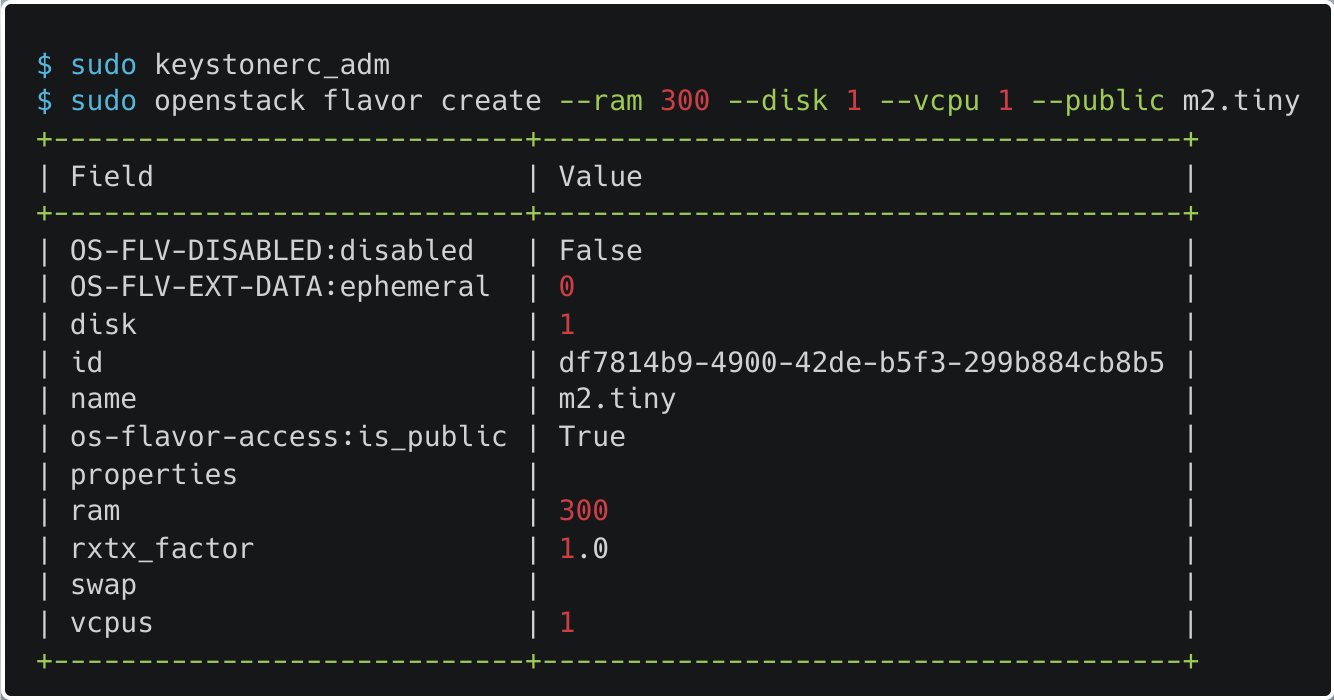 $ sudo keystonerc_adm
$ sudo openstack flavor create --ram 300 --disk 1 --vcpu 1 --public m2.tiny
+----------------------------+--------------------------------------+
| Field                      | Value                                |
+----------------------------+--------------------------------------+
| OS-FLV-DISABLED:disabled   | False                                |
| OS-FLV-EXT-DATA:ephemeral  | 0                                    |
| disk                       | 1                                    |
| id                         | df7814b9-4900-42de-b5f3-299b884cb8b5 |
| name                       | m2.tiny                              |
| os-flavor-access:is_public | True                                 |
| properties                 |                                      |
| ram                        | 300                                  |
| rxtx_factor                | 1.0                                  |
| swap                       |                                      |
| vcpus                      | 1                                    |
+----------------------------+--------------------------------------+